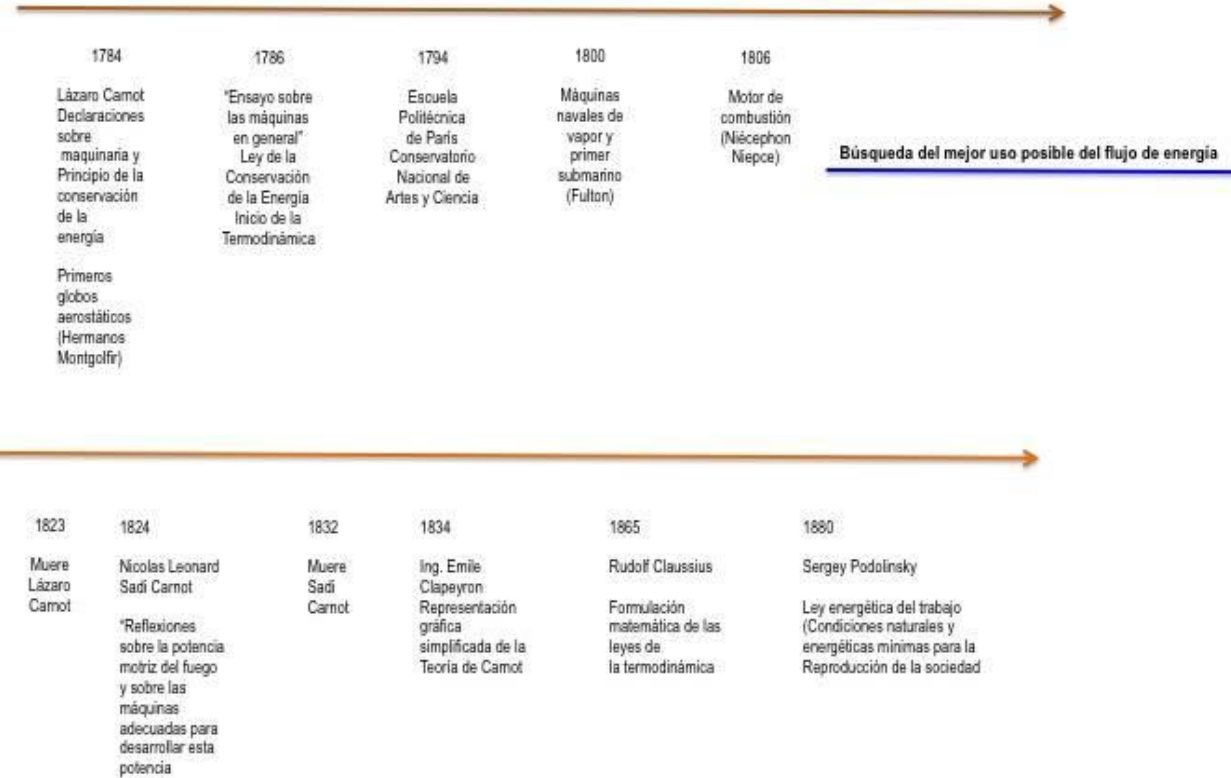 1784
Lázaro Carnot
Declaraciones
sobre
maquinaria y
Principio de la
conservación
de la
energía
Primeros
globos
aerostáticos
(Hermanos
Montgolfir)
1786
"Ensayo sobre
las máquinas
en general"
Ley de la
Conservación
de la Energía
Inicio de la
Termodinámica
1794
Escuela
Politécnica
de París
Conservatorio
Nacional de
Artes y Ciencia
1800
Máquinas
navales de
vapor y
primer
submarino
(Fulton)
1806
Motor de
combustión
(Niécephon
Niepce)
Búsqueda del mejor uso posible del flujo de energía
1823
Muere
Lázaro
Carnot
1824
Nicolas Leonard
Sadi Carnot
"Reflexiones
sobre la potencia
motriz del fuego
y sobre las
máquinas
adecuadas para
desarrollar esta
potencia
1832
Muere
Sadi
Carnot
1834
Ing. Emile
Clapeyron
Representación
gráfica
simplificada de la
Teoría de Carnot
1865
Rudolf Claussius
Formulación
matemática de las
leyes de
la termodinámica
1880
Sergey Podolinsky
Ley energética del trabajo
(Condiciones naturales y
energéticas mínimas para la
Reproducción de la sociedad